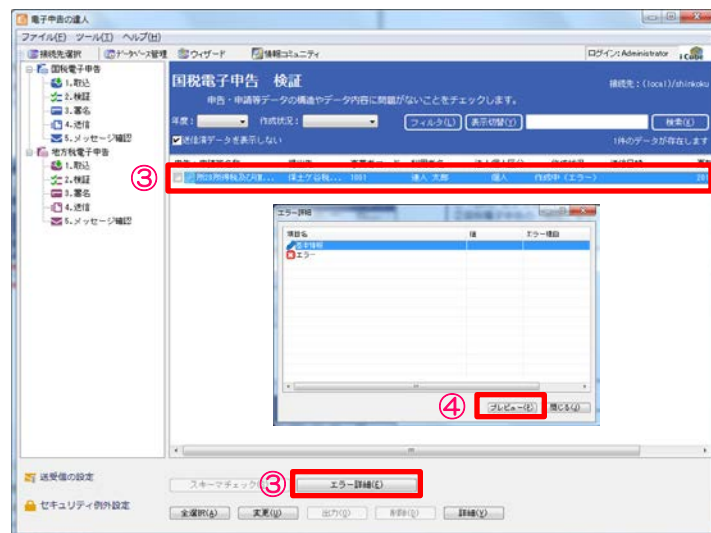 電子申告の達人
ファイル(F) ツール(T) ヘルプ(H)
接続先選択 データベース管理 ウィザード 情報コミュニティ ログイン: Administrator
国税電子申告
1.取込
2.検証
3.署名
4.送信
5.メッセージ確認
地方税電子申告
1.取込
2.検証
3.署名
4.送信
5.メッセージ確認
国税電子申告 検証
接続先:(local)/shinkoku
申告・申請等データの構造やデータ内容に問題がないことをチェックします。
年度: 作成状況: フィルタ(L) 表示切替(Y) 検索(K)
送信済データを表示しない
1件のデータが存在します
③
保土ケ谷税... 1001 達人 太郎 個人 作成中(エラー) 201
エラー詳細
項目名 値 エラー項目
基本情報
エラー
④
プレビュー(P) 閉じる(J)
送受信の設定
スキーマチェック
③
エラー詳細(E)
セキュリティ例外設定
全選択(A) 変更(U) 出力(O) 削除(D) 詳細(V)